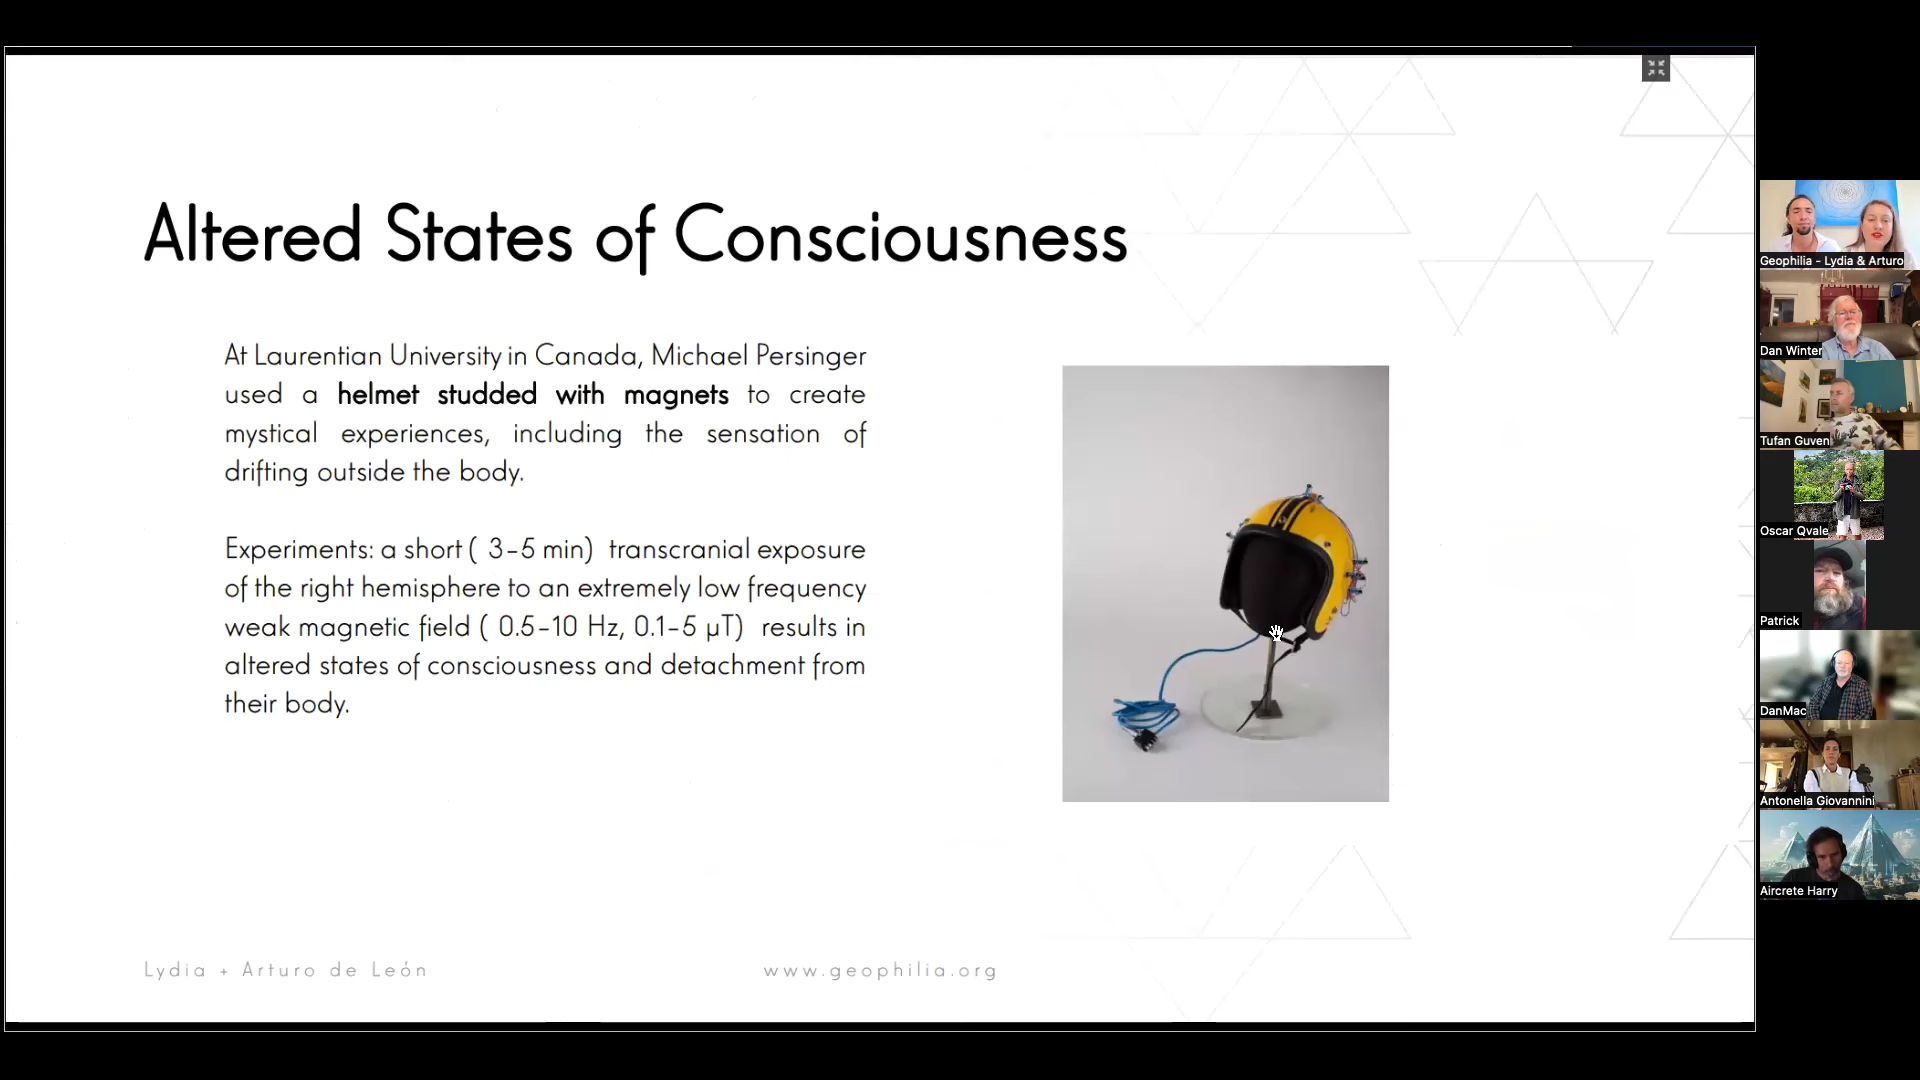 Altered States of Consciousness
At Laurentian University in Canada, Michael Persinger
used a helmet studded with magnets to create
mystical experiences, including the sensation of
drifting outside the body.
Experiments: a short ( 3-5 min) transcranial exposure
of the right hemisphere to an extremely low frequency
weak magnetic field ( 0.5-10 Hz, 0.1-5 µT) results in
altered states of consciousness and detachment from
their body.
Lydia + Arturo de León
www.geophilia.org
Geophilia - Lydia & Arturo
Dan Winter
Tufan Guven
Oscar Qvale
Patrick
DanMac
Antonella Giovannini
Aircrete Harry